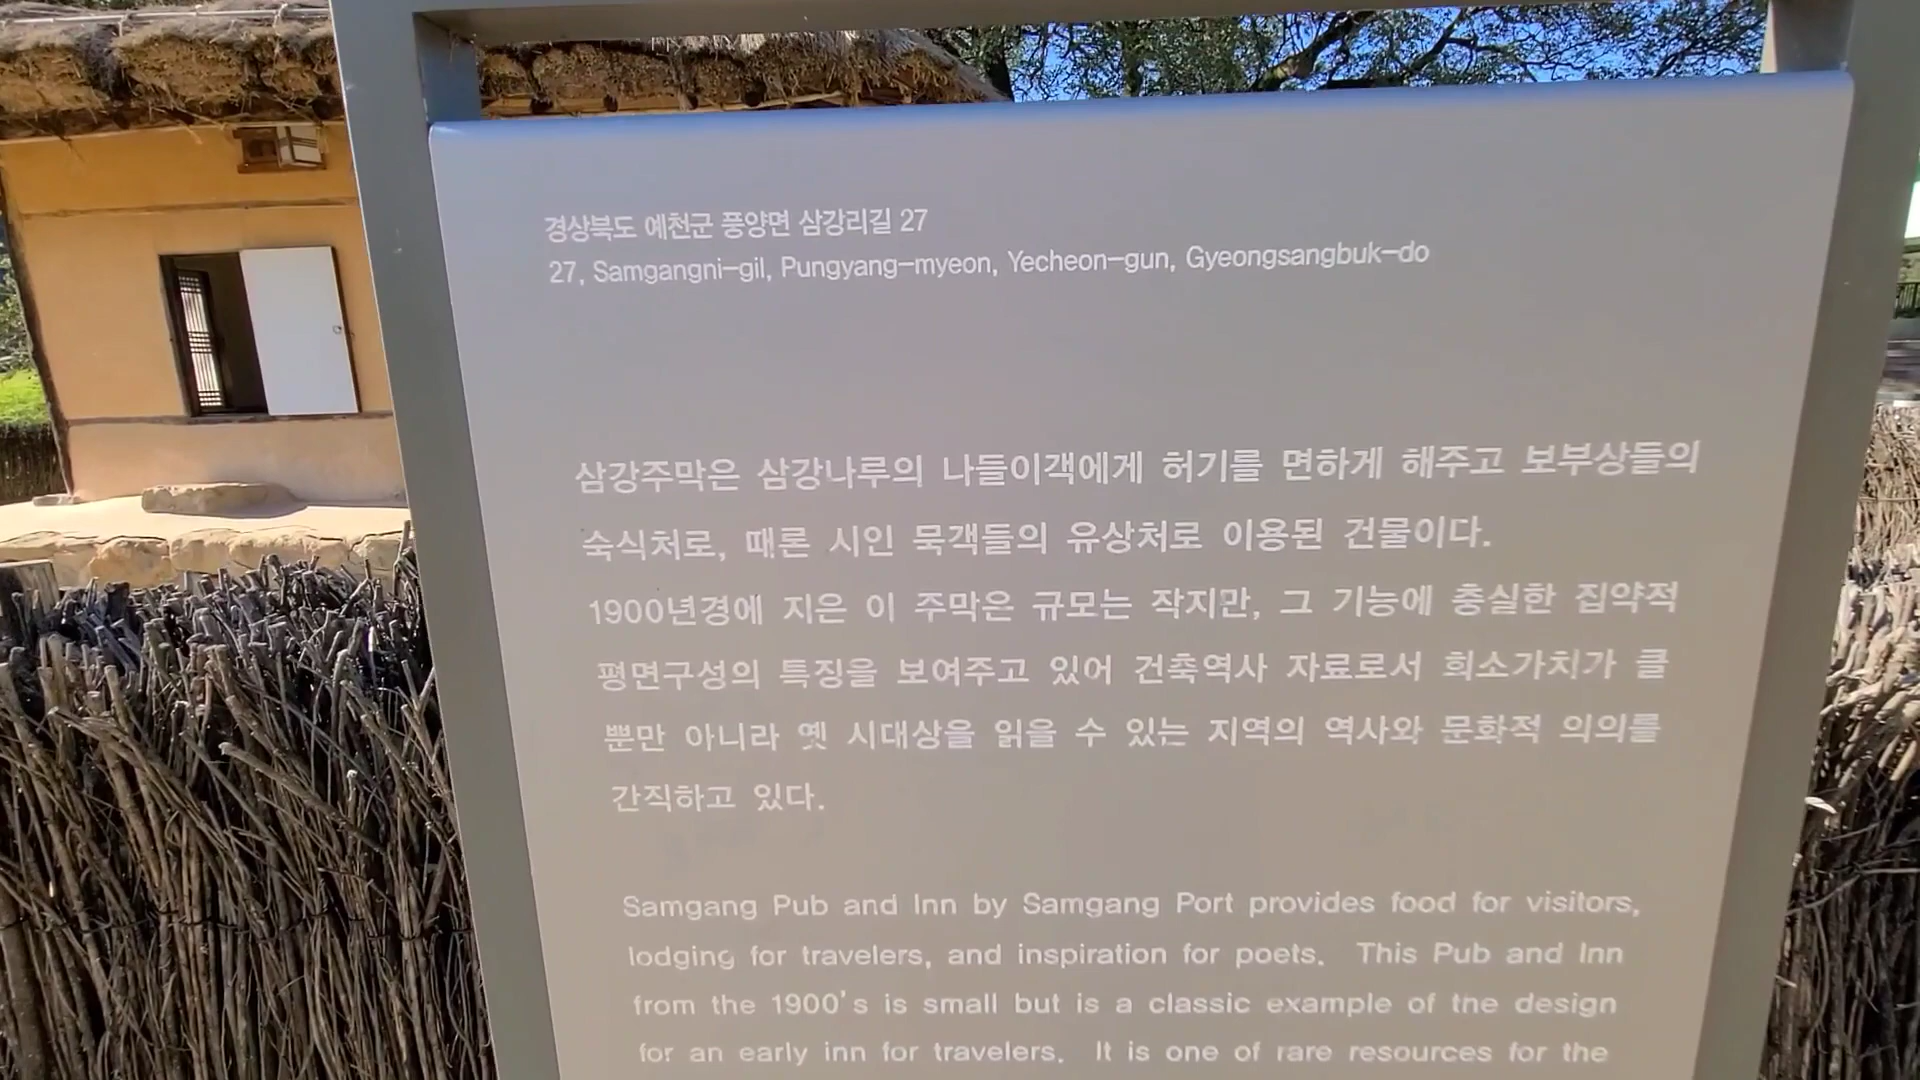 경상북도 예천군 풍양면 삼강리길 27
27, Samgangni-gil, Pungyang-myeon, Yecheon-gun, Gyeongsangbuk-do
삼강주막은 삼강나루의 나들이객에게 허기를 면하게 해주고 보부상들의
숙식처로, 때론 시인 묵객들의 유상처로 이용된 건물이다.
1900년경에 지은 이 주막은 규모는 작지만, 그 기능에 충실한 집약적
평면구성의 특징을 보여주고 있어 건축역사 자료로서 희소가치가 클
뿐만 아니라 옛 시대상을 읽을 수 있는 지역의 역사와 문화적 의의를
간직하고 있다.
Samgang Pub and Inn by Samgang Port provides food for visitors,
lodging for travelers, and inspiration for poets. This Pub and Inn
from the 1900's is small but is a classic example of the design
for an early inn for travelers. It is one of rare resources for the